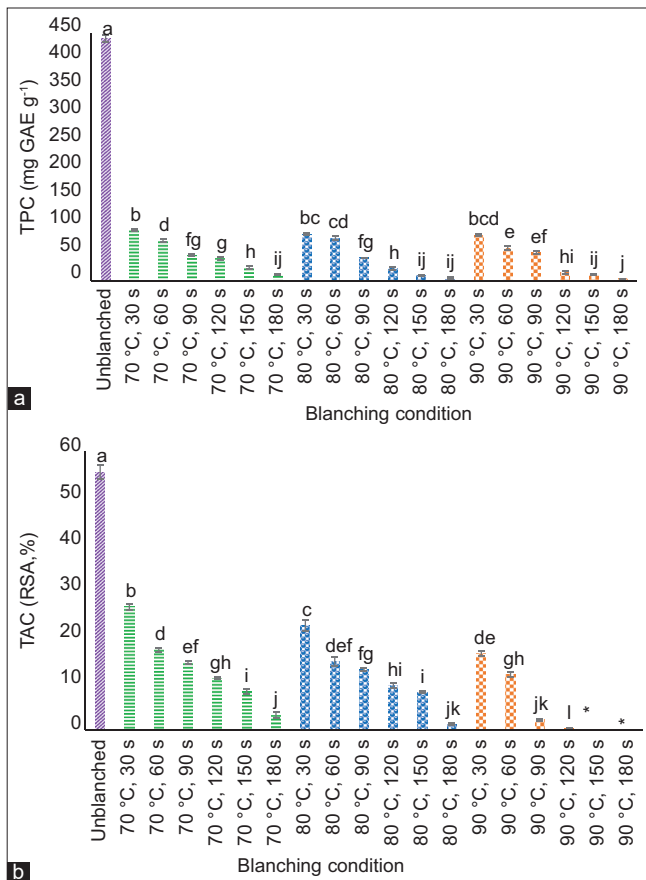 450
400
350
300
250
200
150
100
50
0
TPC (mg GAE g⁻¹)
a
b
d
fg
g
h
ij
bc
cd
fg
h
ij
ij
bcd
e
ef
hi
ij
j
Unblanched
70 °C, 30 s
70 °C, 60 s
70 °C, 90 s
70 °C, 120 s
70 °C, 150 s
70 °C, 180 s
80 °C, 30 s
80 °C, 60 s
80 °C, 90 s
80 °C, 120 s
80 °C, 150 s
80 °C, 180 s
90 °C, 30 s
90 °C, 60 s
90 °C, 90 s
90 °C, 120 s
90 °C, 150 s
90 °C, 180 s
Blanching condition
a
60
50
40
30
20
10
0
TAC (RSA,%)
a
b
d
ef
gh
i
j
c
def
fg
hi
i
jk
de
gh
jk
l
*
*
Unblanched
70 °C, 30 s
70 °C, 60 s
70 °C, 90 s
70 °C, 120 s
70 °C, 150 s
70 °C, 180 s
80 °C, 30 s
80 °C, 60 s
80 °C, 90 s
80 °C, 120 s
80 °C, 150 s
80 °C, 180 s
90 °C, 30 s
90 °C, 60 s
90 °C, 90 s
90 °C, 120 s
90 °C, 150 s
90 °C, 180 s
Blanching condition
b